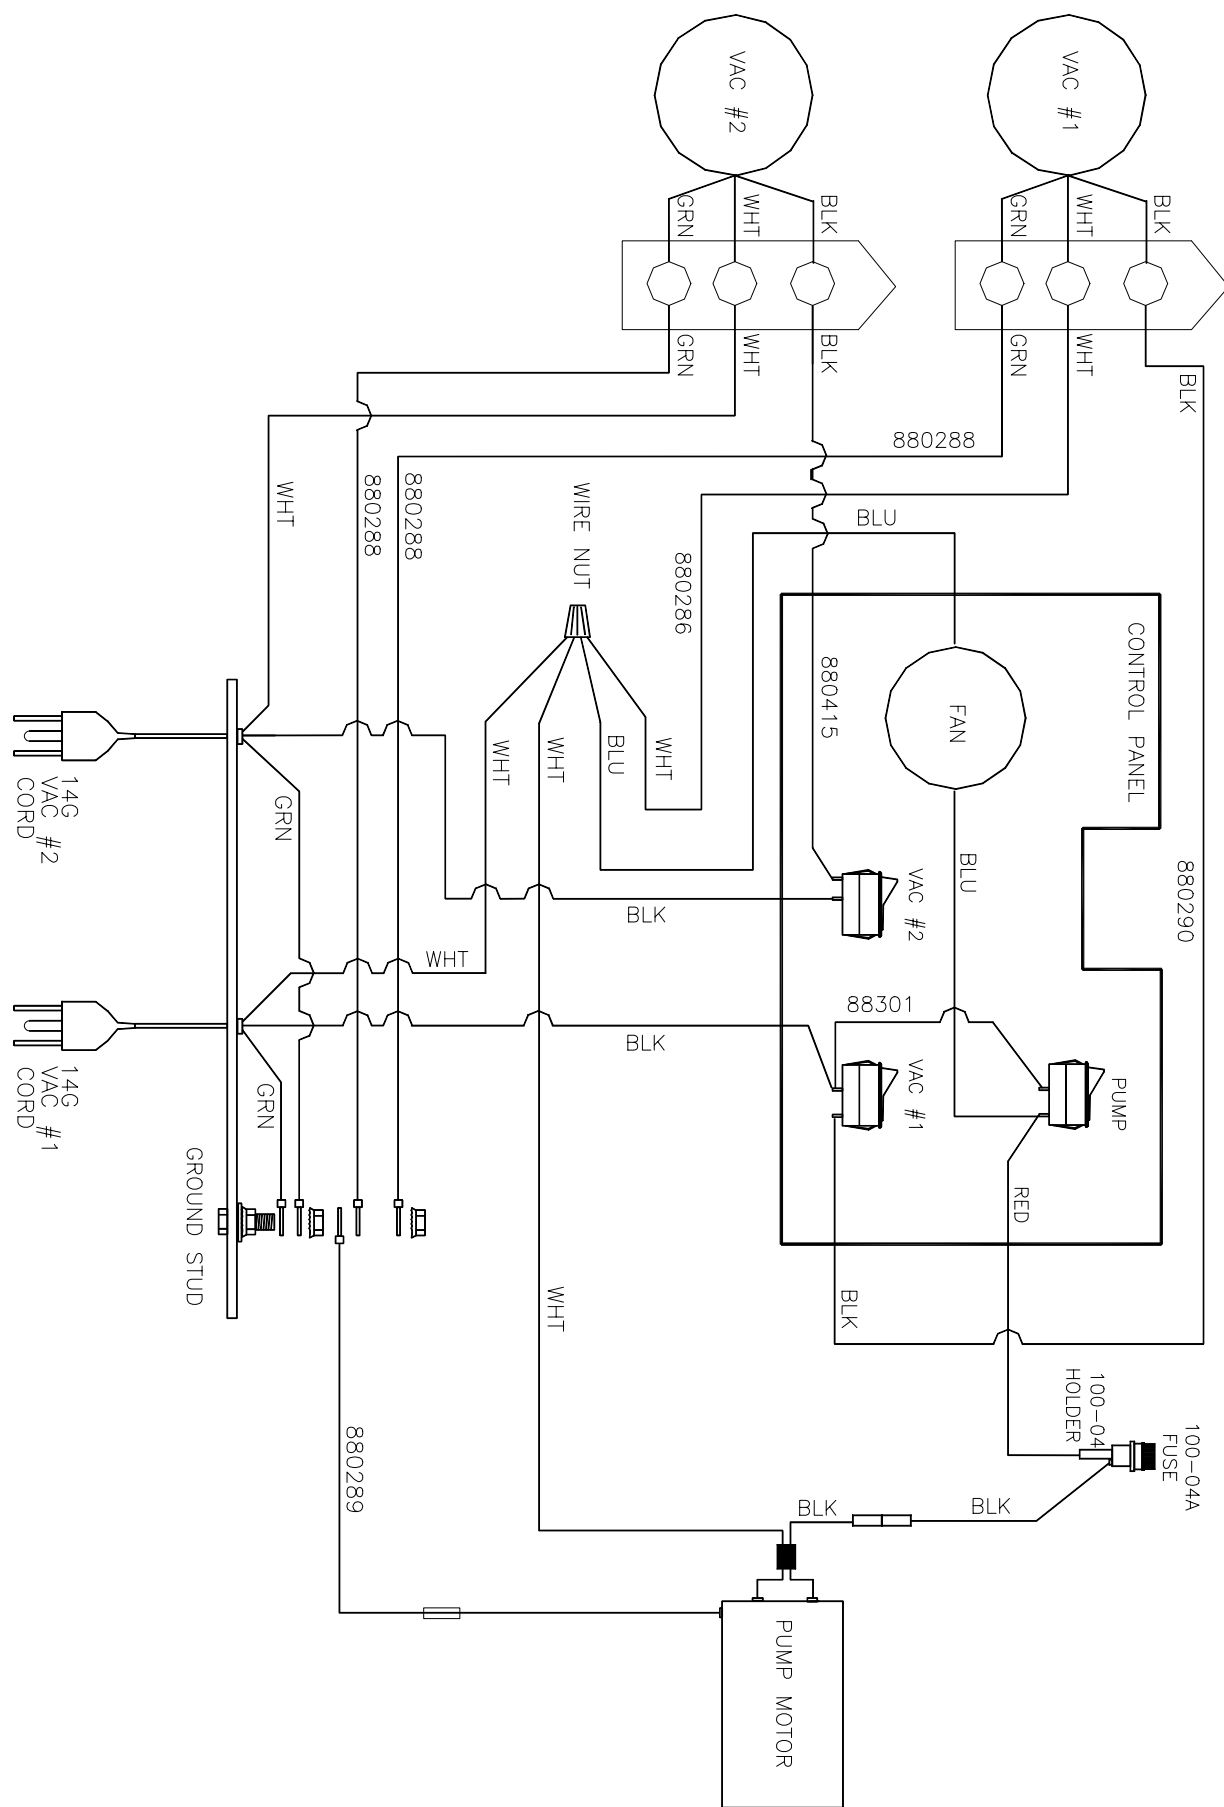 VAC #2
VAC #1
GRN
WHT
BLK
GRN
WHT
BLK
GRN
WHT
BLK
GRN
WHT
BLK
880288
WHT
880288
880288
WIRE NUT
880286
BLU
CONTROL PANEL
880415
FAN
WHT
WHT
BLU
WHT
14G
VAC #2
CORD
GRN
BLU
880290
VAC #2
BLK
WHT
88301
BLK
14G
VAC #1
CORD
GRN
VAC #1
PUMP
GROUND STUD
RED
WHT
BLK
100-04
HOLDER
100-04A
FUSE
880289
BLK
BLK
PUMP MOTOR